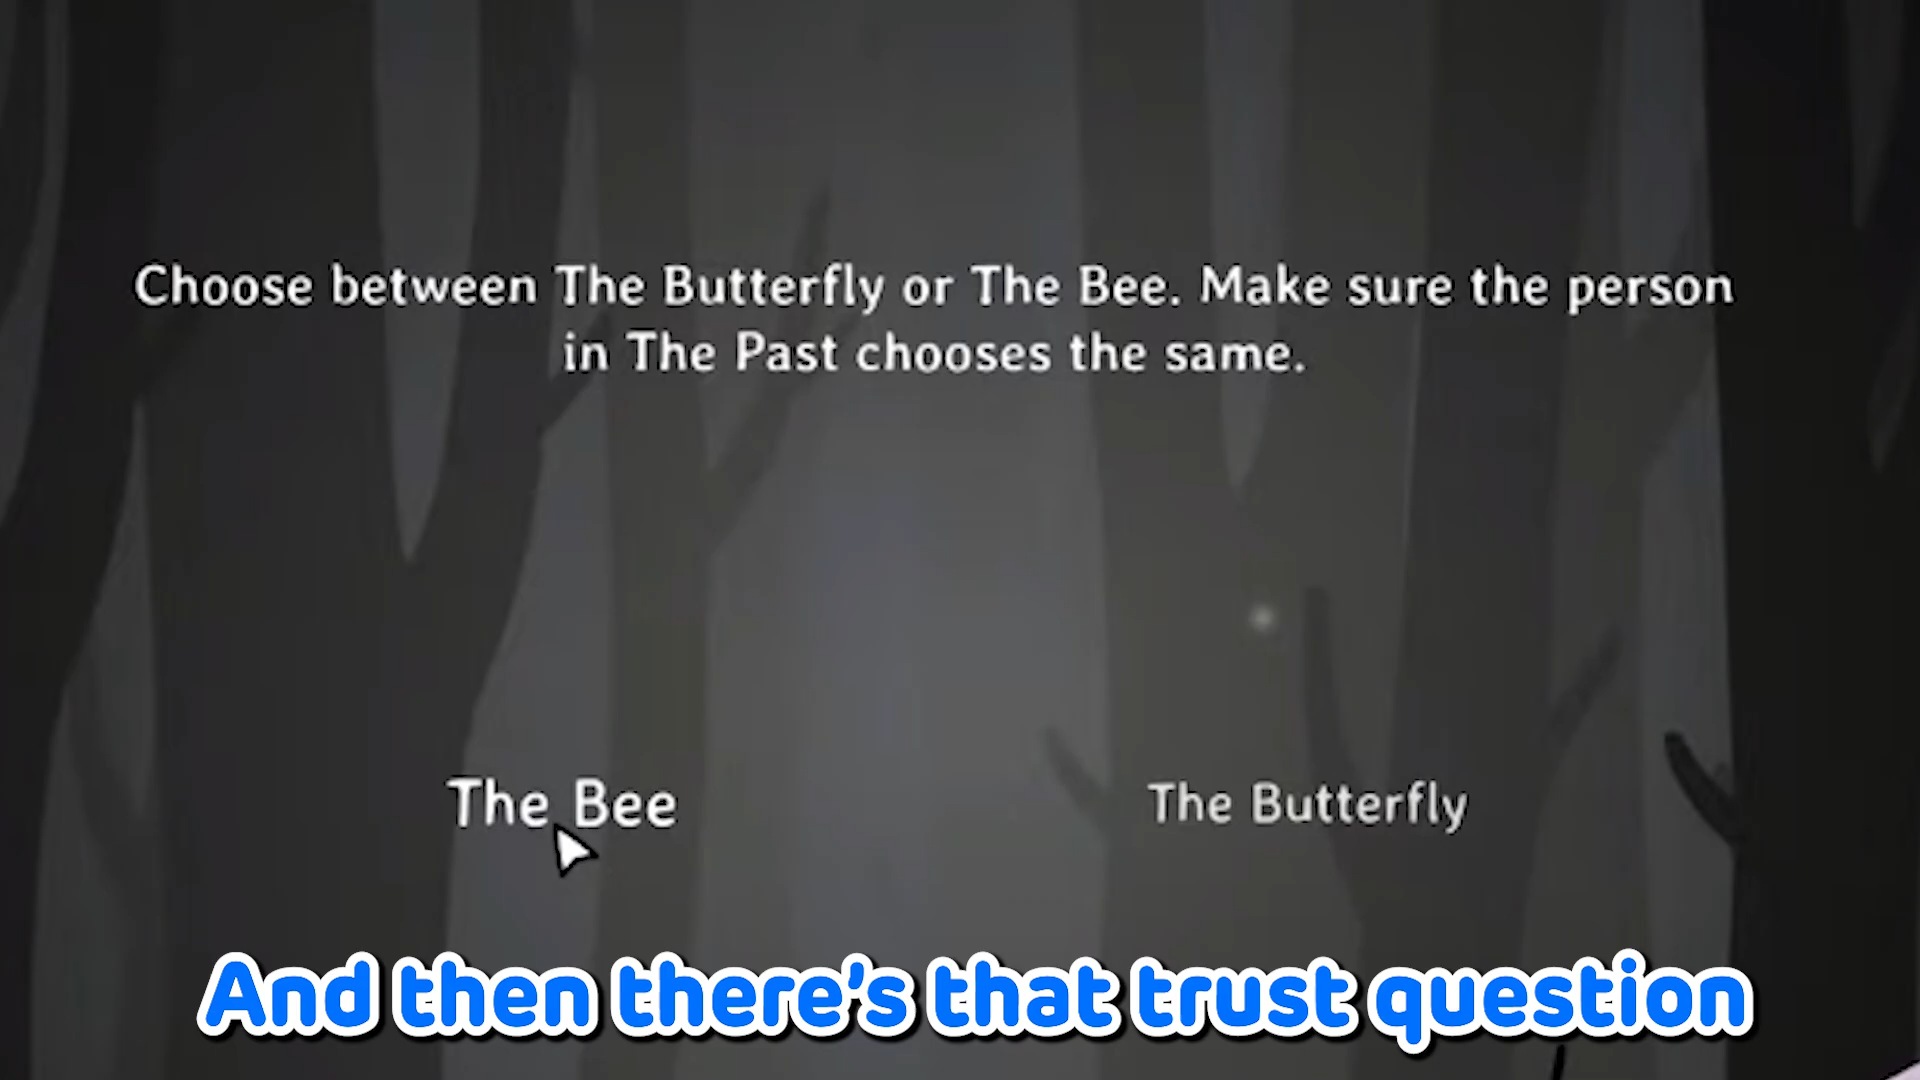 Choose between The Butterfly or The Bee. Make sure the person
in The Past chooses the same.
The Bee
The Butterfly
And then there's that trust question